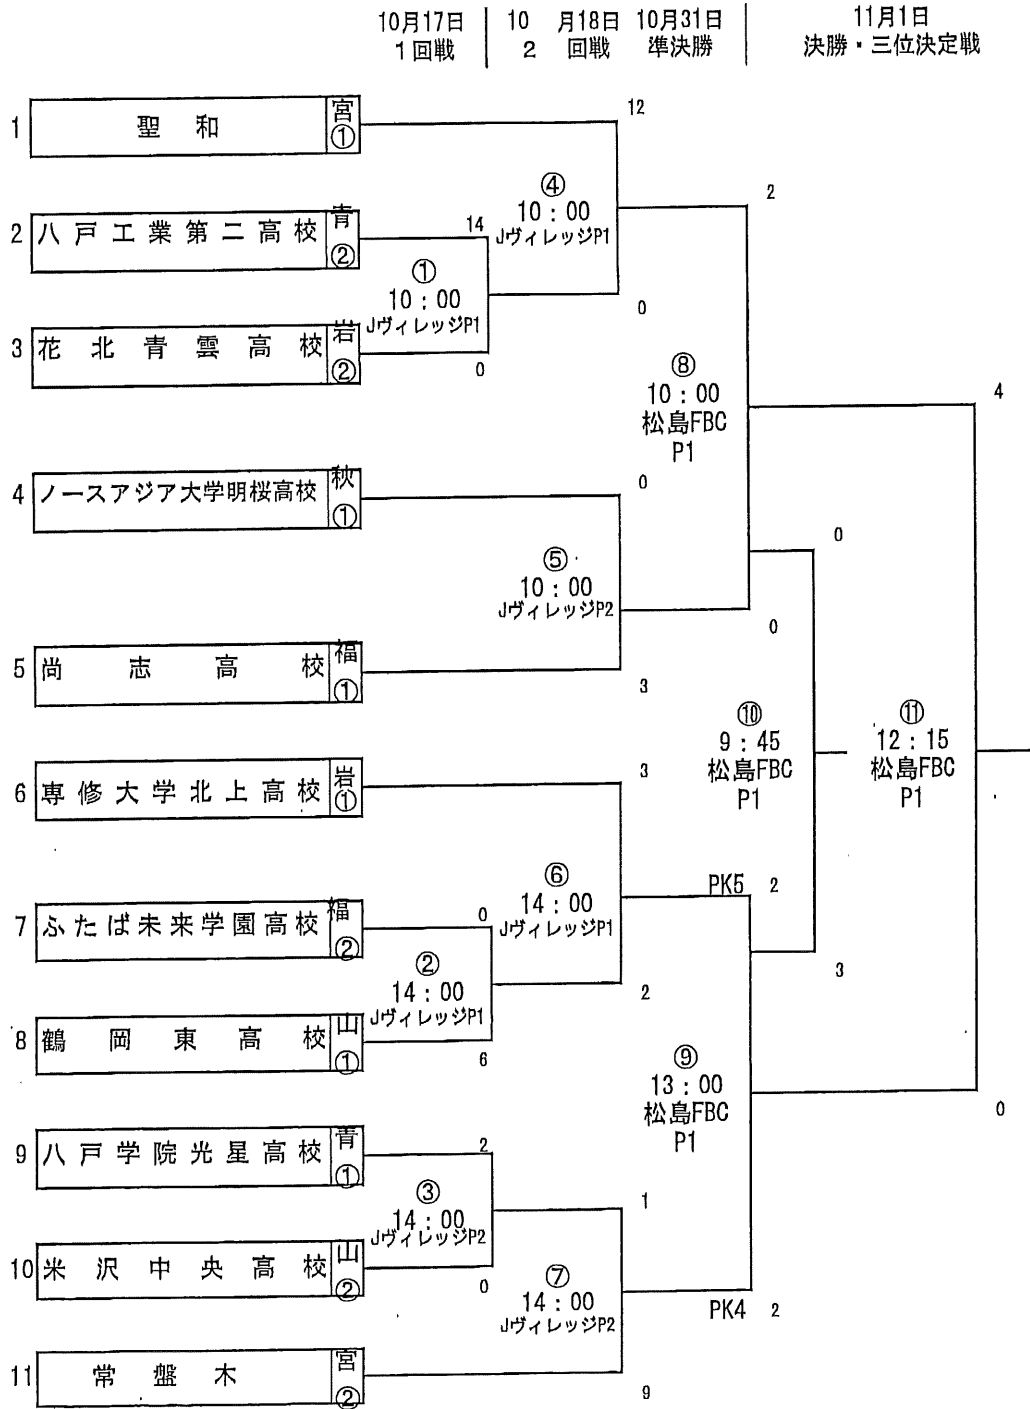 10月17日 10 月18日 10月31日 11月1日
1回戦 2 回戦 準決勝 決勝・三位決定戦
12
1 聖和 宮①
④
2
10:00
2 八戸工業第二高校 青② 14
JヴィレッジP1
①
10:00
0
JヴィレッジP1
3 花北青雲高校 岩②
0
⑧
10:00
4
松島FBC
P1
0
4 ノースアジア大学明桜高校 秋①
0
⑤
10:00
JヴィレッジP2
0
5 尚志高校 福①
3
⑩ ⑪
9:45 12:15
3
松島FBC 松島FBC
P1 P1
6 専修大学北上高校 岩①
⑥
PK5 2
14:00
7 ふたば未来学園高校 福② 0
JヴィレッジP1
②
3
14:00
2
JヴィレッジP1
8 鶴岡東高校 山①
6
⑨
13:00
0
松島FBC
P1
9 八戸学院光星高校 青① 2
③
1
14:00
JヴィレッジP2
10 米沢中央高校 山②
0
⑦
14:00
PK4 2
JヴィレッジP2
11 常盤木 宮②
9